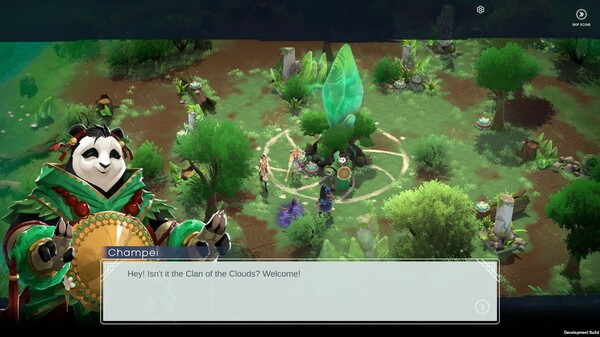 SKIP SCENE
Champei
Hey! Isn't it the Clan of the Clouds? Welcome!
Development Build